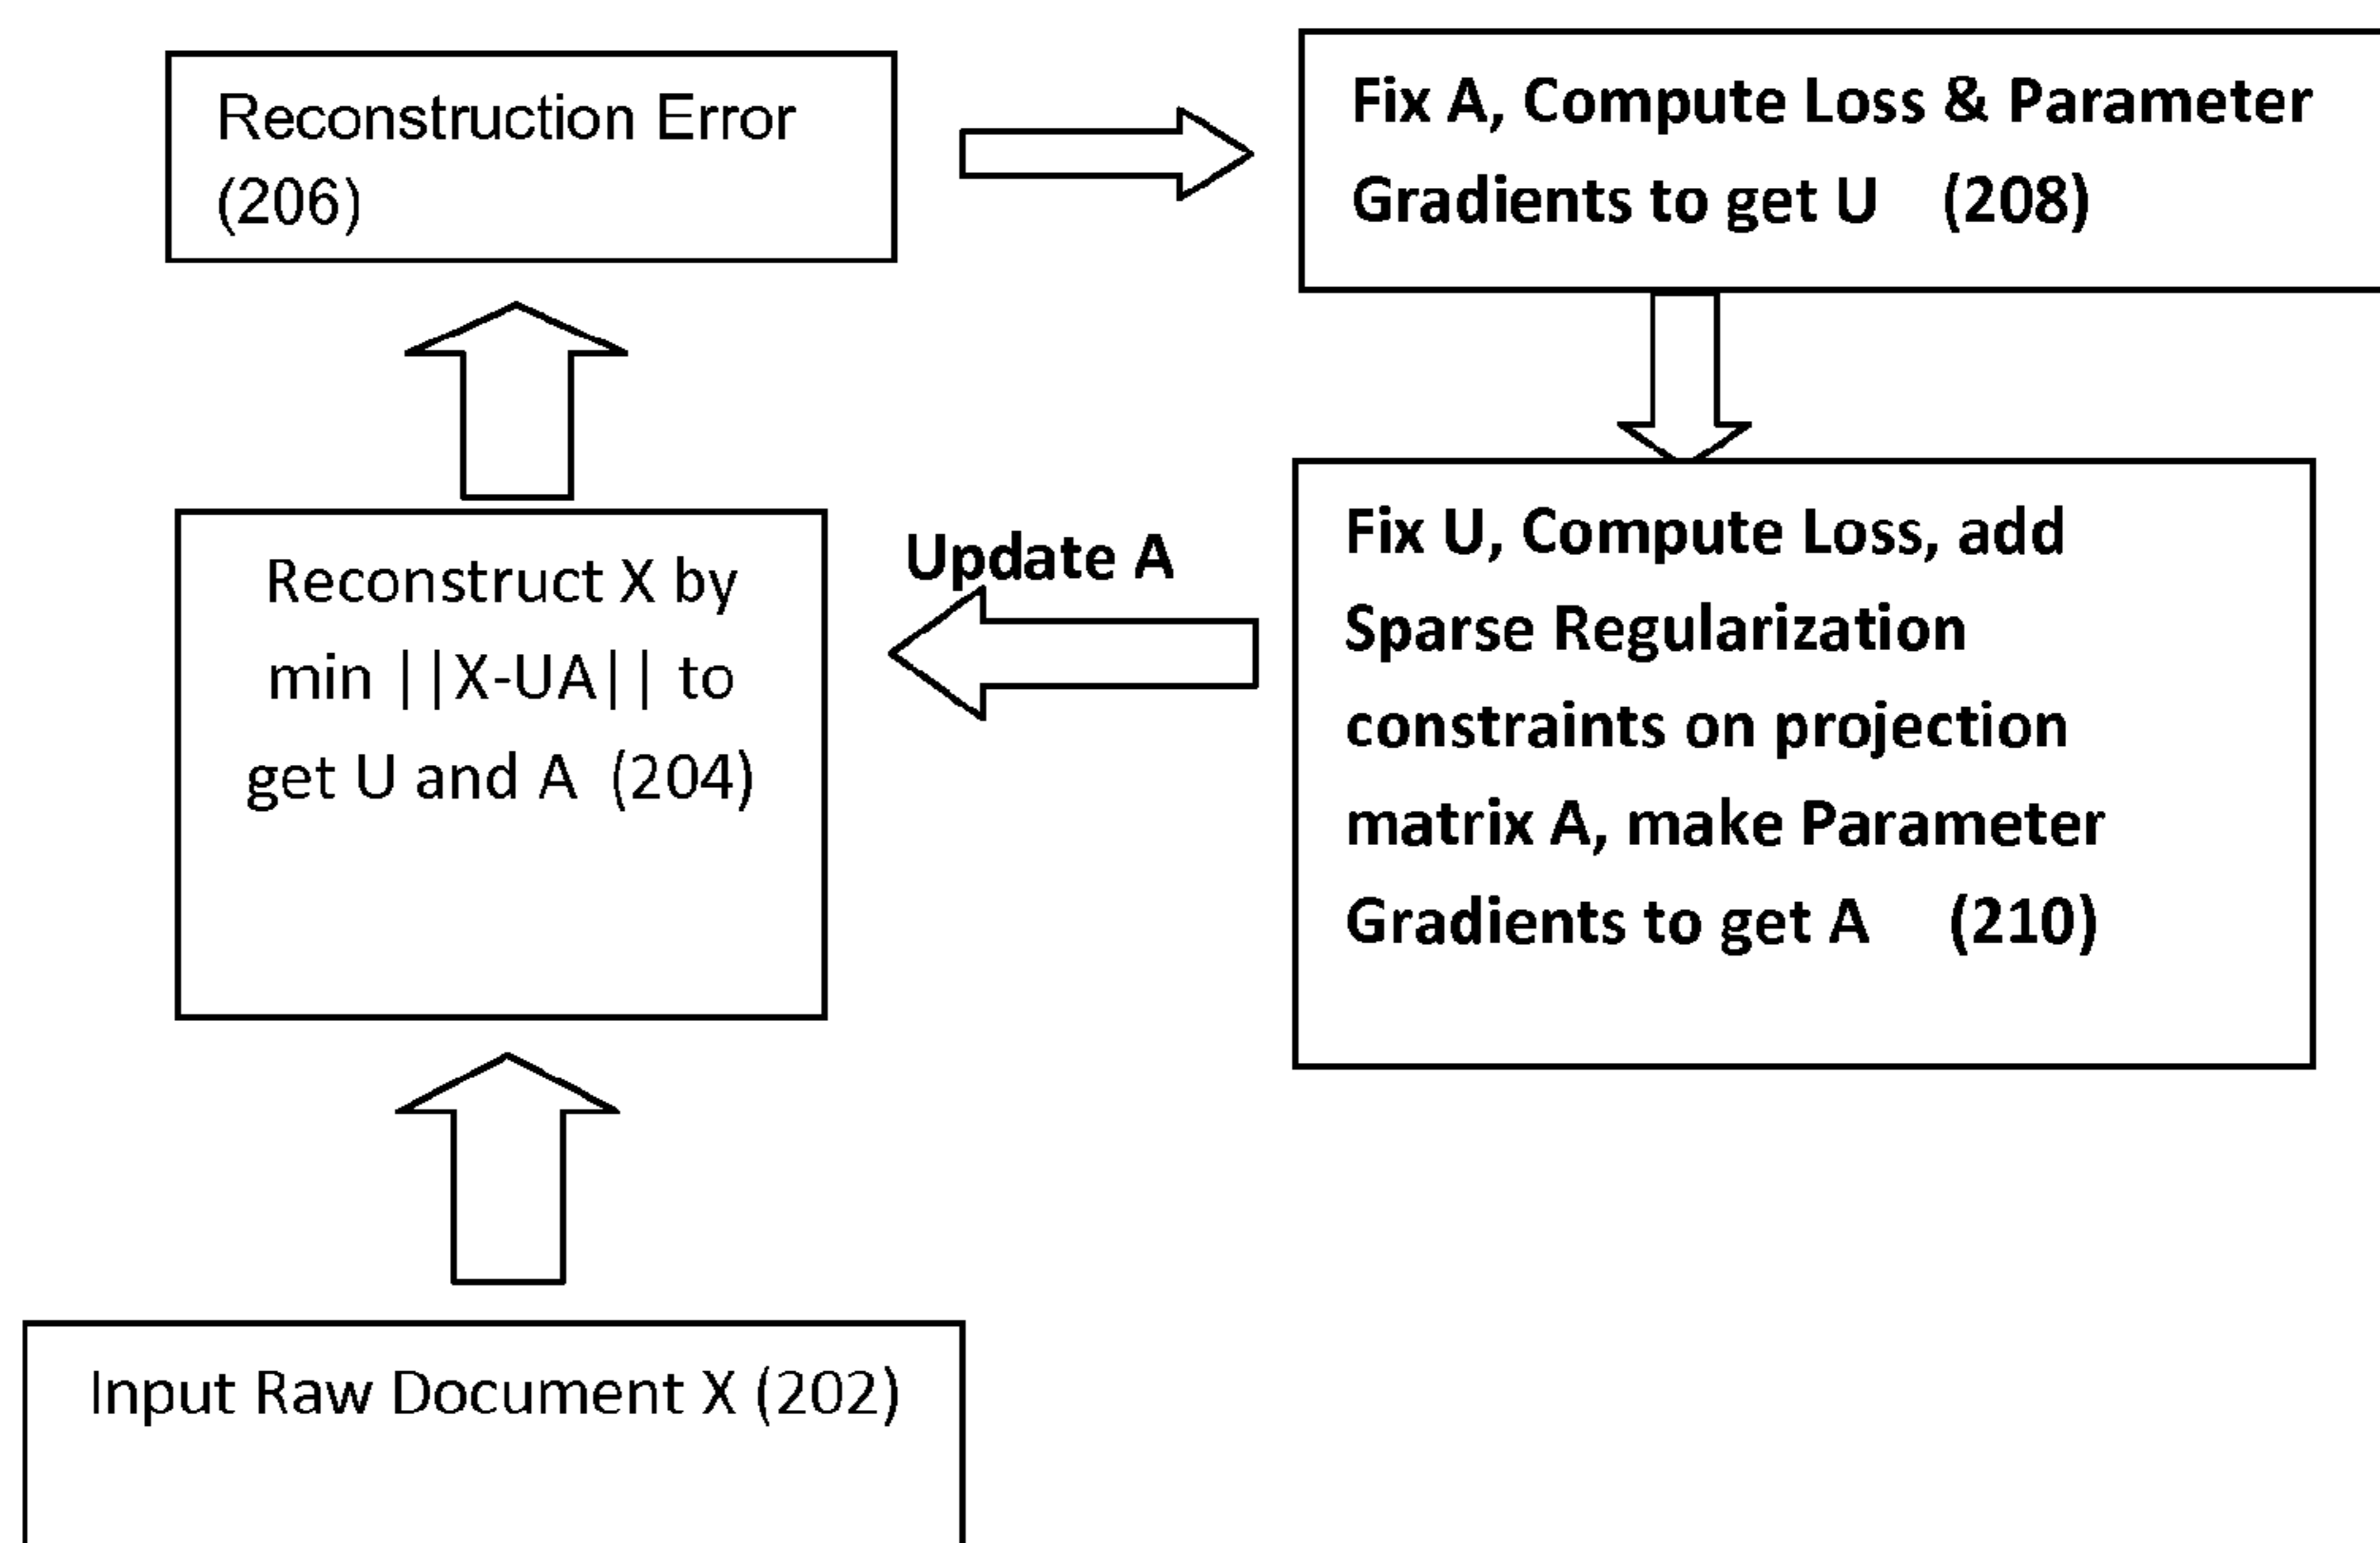 Reconstruction Error
(206)
Fix A, Compute Loss & Parameter
Gradients to get U (208)
Reconstruct X by
min ||X-UA|| to
get U and A (204)
Update A
Fix U, Compute Loss, add
Sparse Regularization
constraints on projection
matrix A, make Parameter
Gradients to get A (210)
Input Raw Document X (202)